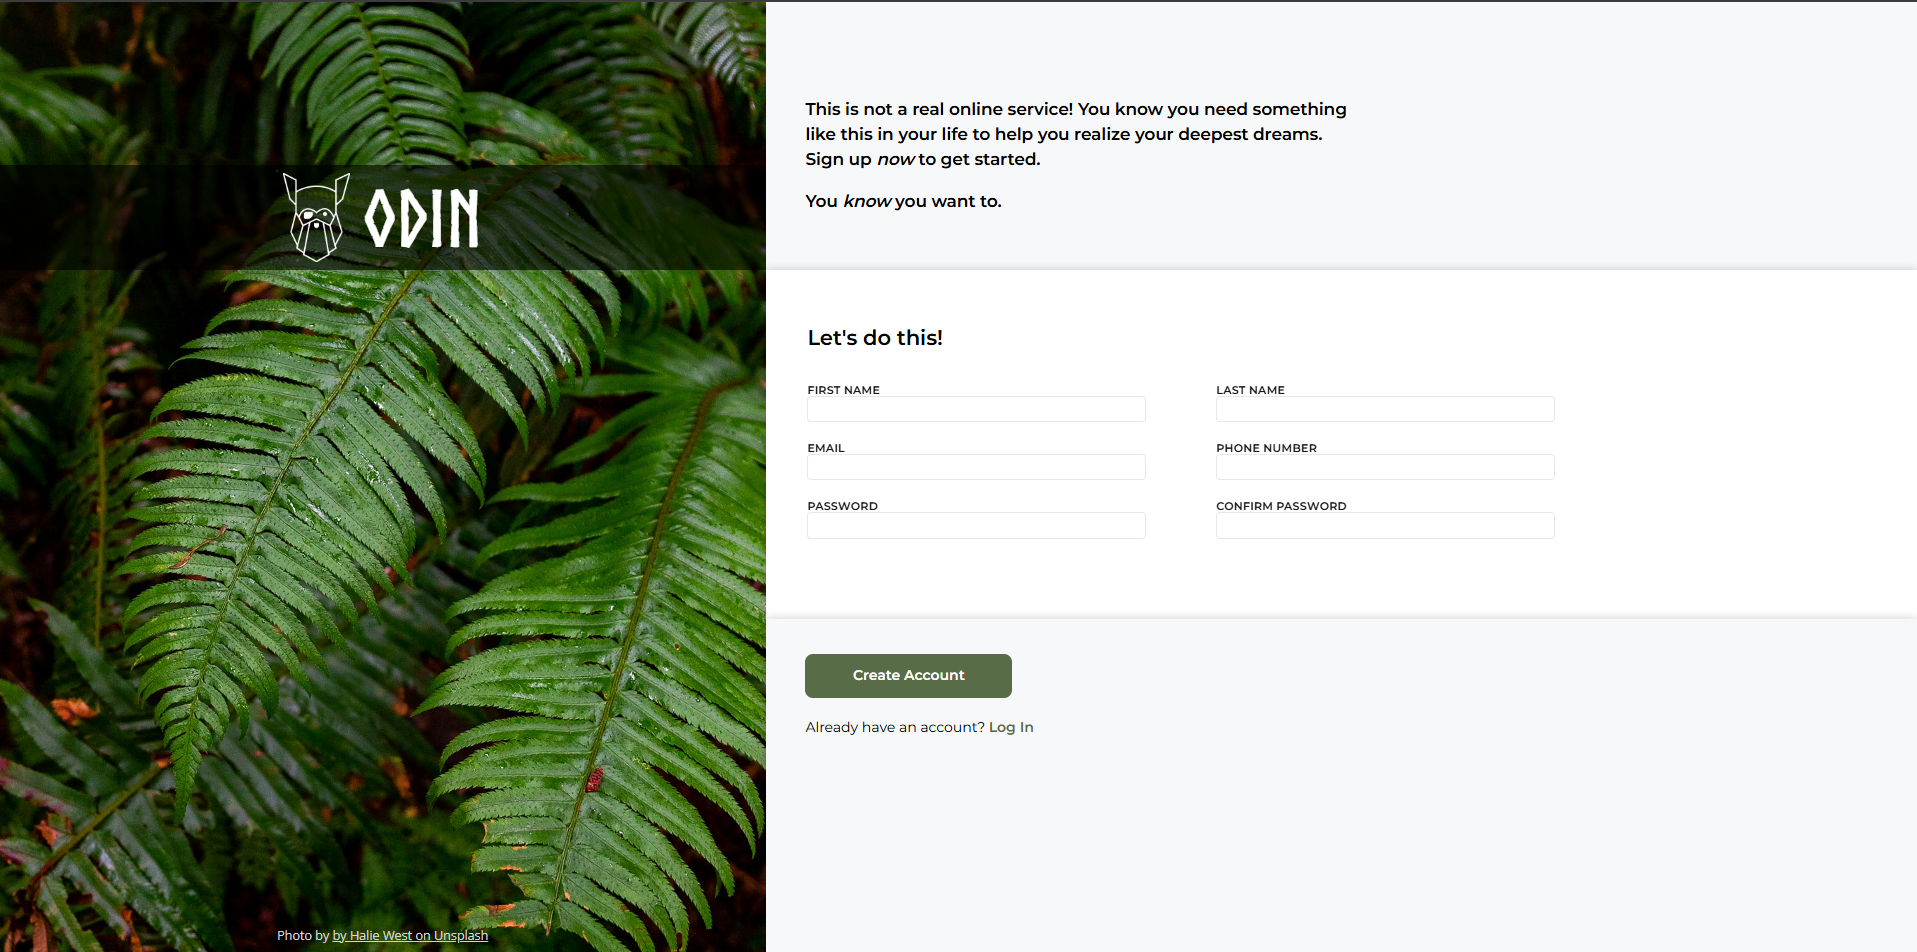 ODIN
Photo by by Halie West on Unsplash
This is not a real online service! You know you need something
like this in your life to help you realize your deepest dreams.
Sign up now to get started.
You know you want to.
Let's do this!
FIRST NAME
LAST NAME
EMAIL
PHONE NUMBER
PASSWORD
CONFIRM PASSWORD
Create Account
Already have an account? Log In